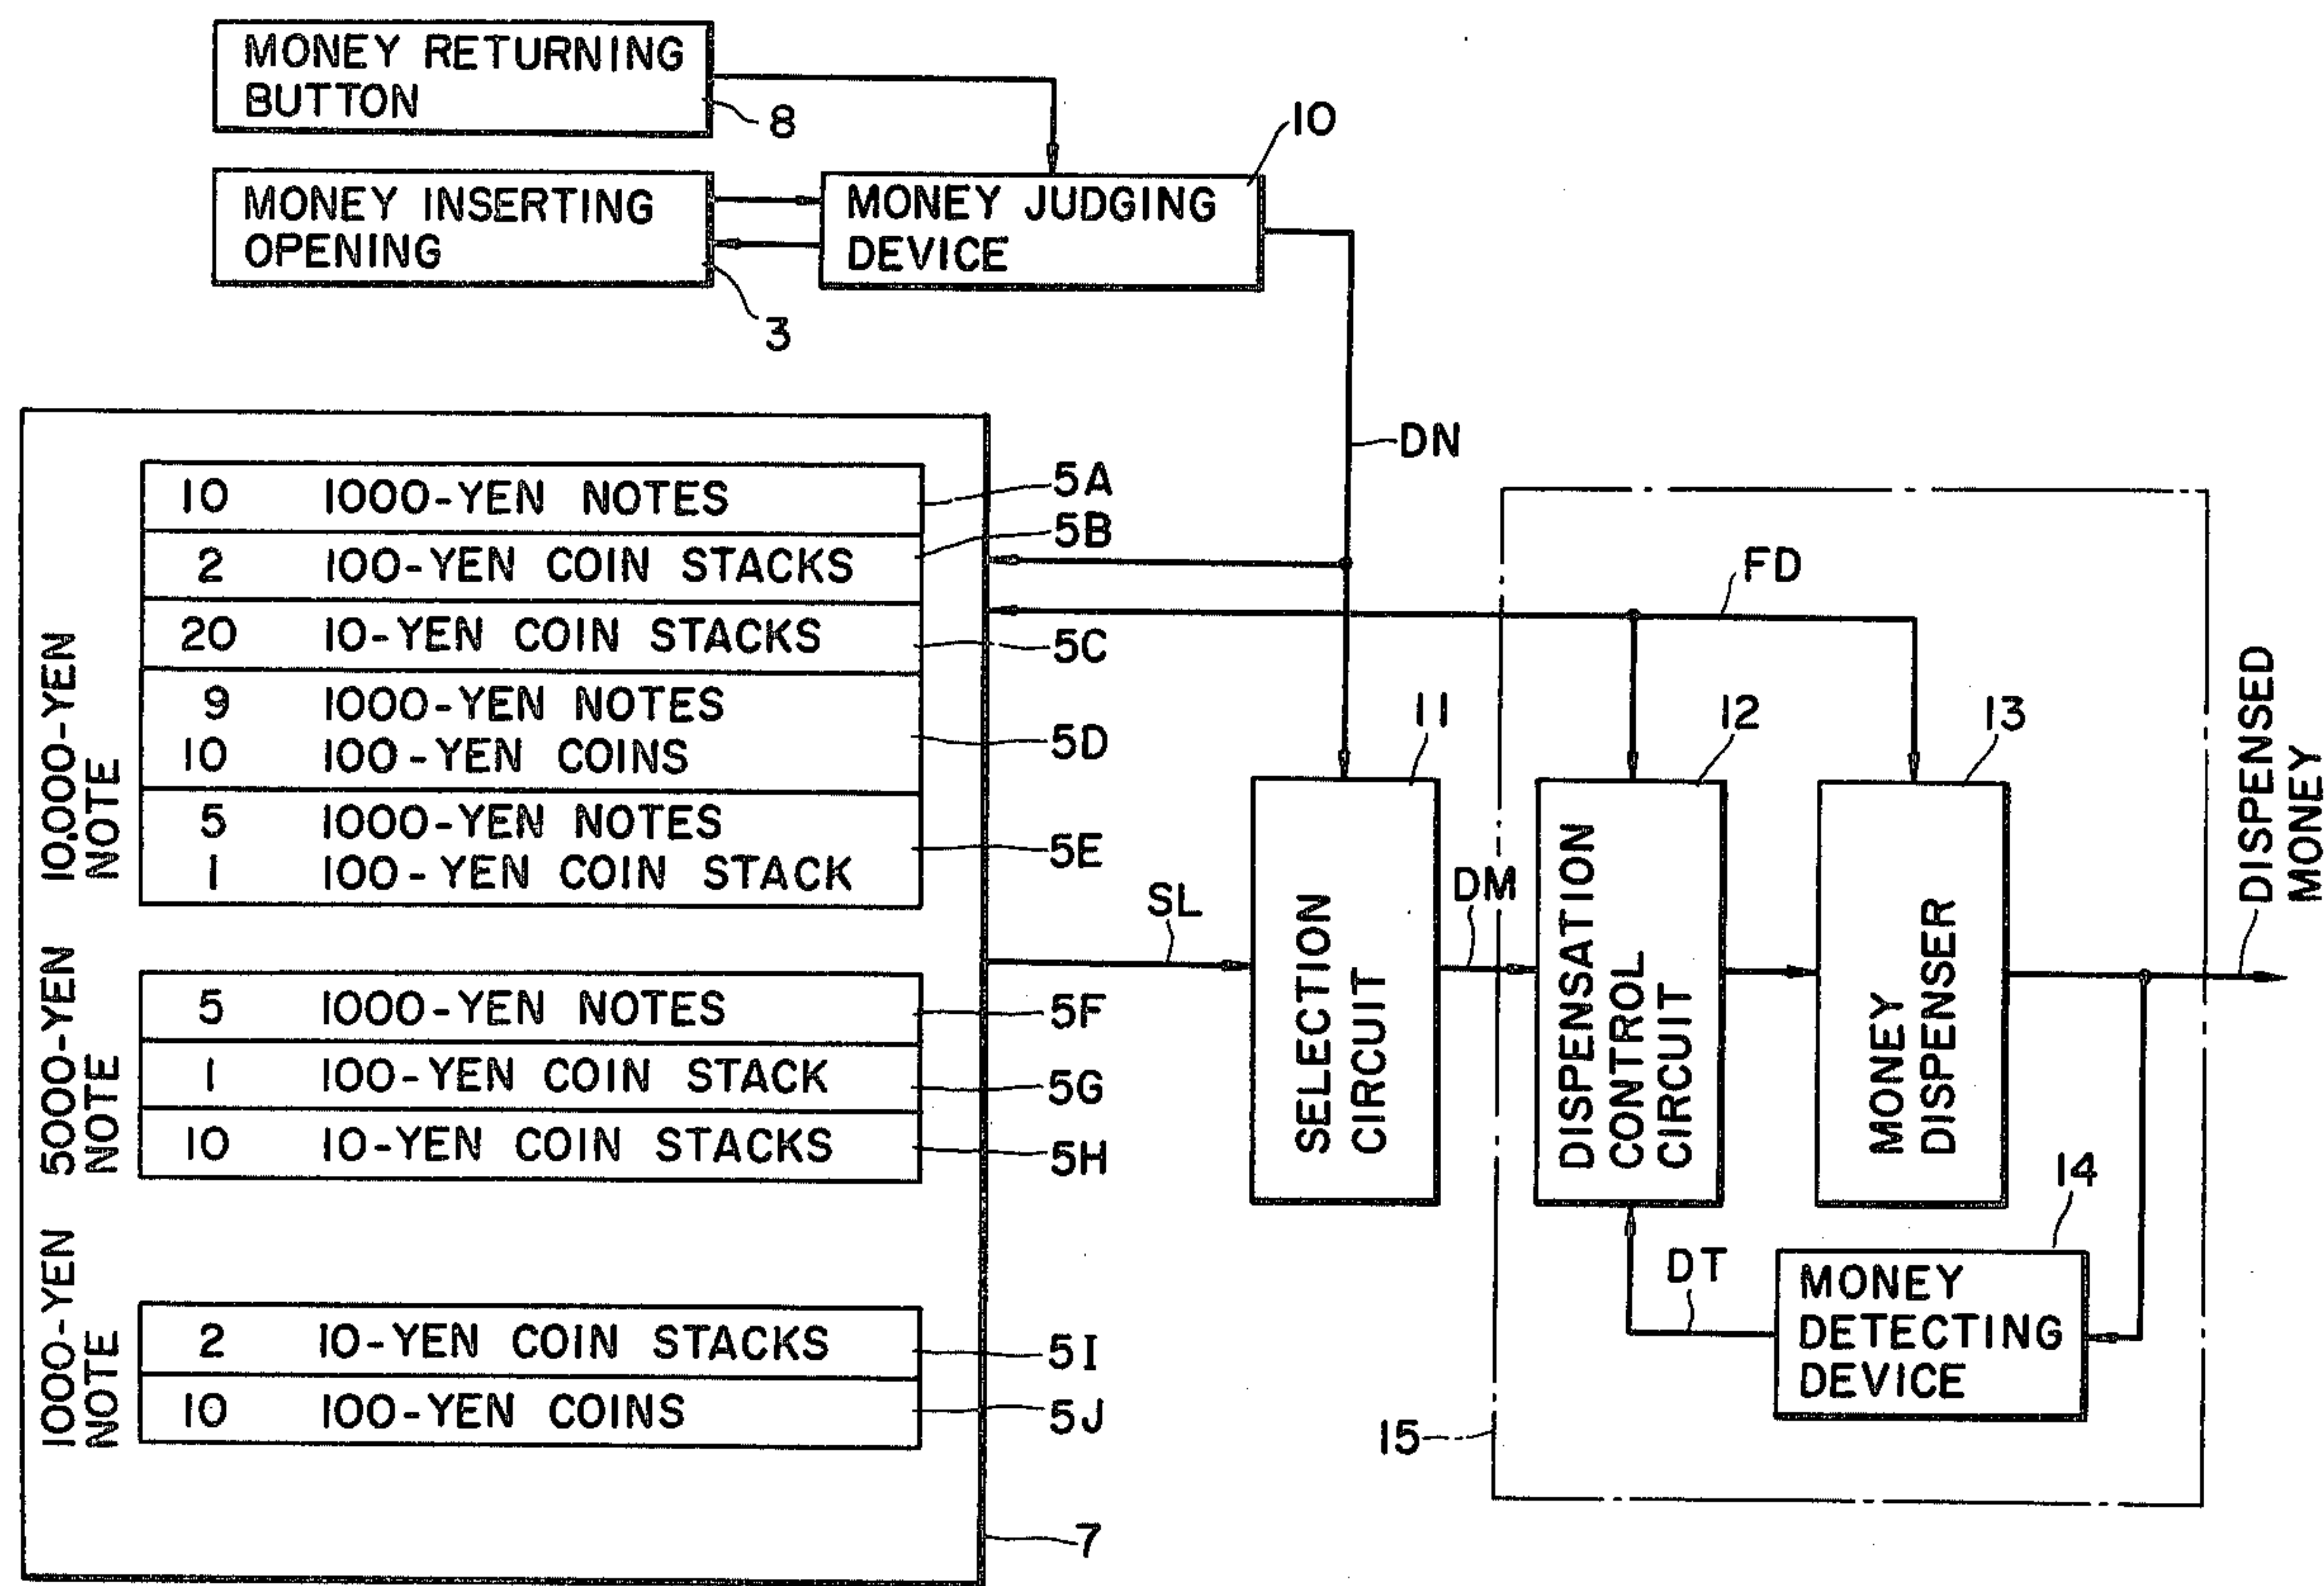 MONEY RETURNING
BUTTON
8
MONEY INSERTING
OPENING
3
MONEY JUDGING
DEVICE
10
DN
10,000-YEN
NOTE
10 1000-YEN NOTES
5A
2 100-YEN COIN STACKS
5B
20 10-YEN COIN STACKS
5C
9 1000-YEN NOTES
10 100-YEN COINS
5D
5 1000-YEN NOTES
1 100-YEN COIN STACK
5E
5000-YEN
NOTE
5 1000-YEN NOTES
5F
1 100-YEN COIN STACK
5G
10 10-YEN COIN STACKS
5H
1000-YEN
NOTE
2 10-YEN COIN STACKS
5I
10 100-YEN COINS
5J
7
SL
SELECTION
CIRCUIT
11
DM
FD
DISPENSATION
CONTROL
CIRCUIT
12
MONEY
DISPENSER
13
DISPENSED
MONEY
MONEY
DETECTING
DEVICE
14
DT
15